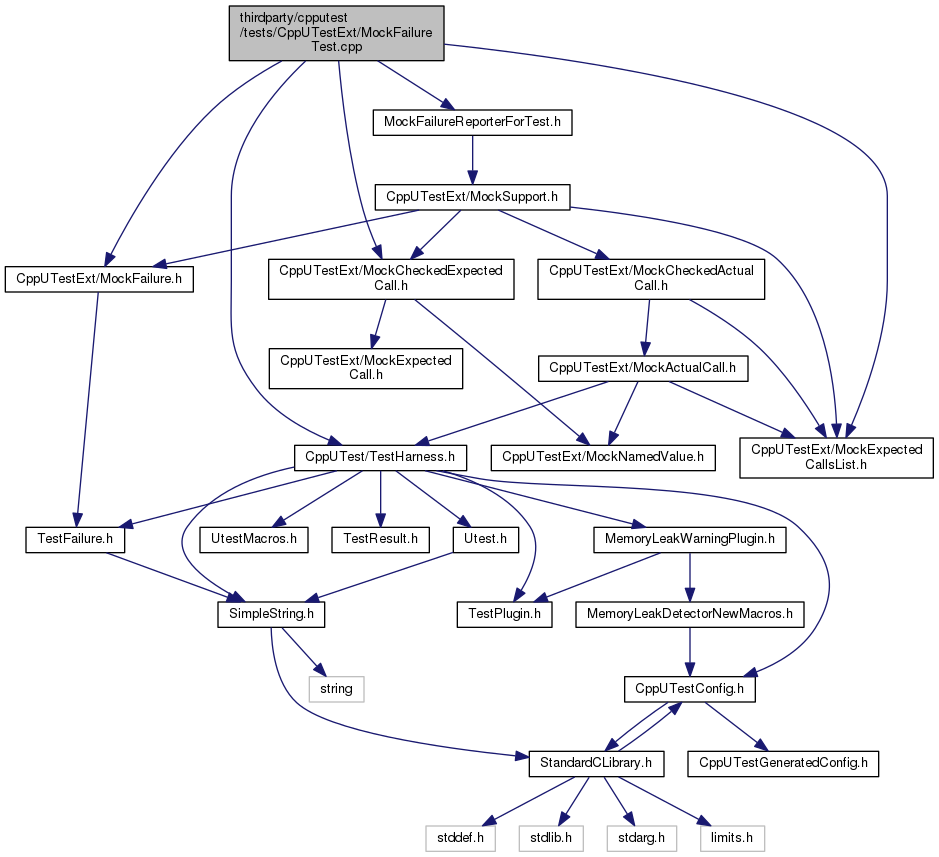 thirdparty/cpputest
/tests/CppUTestExt/MockFailure
Test.cpp
MockFailureReporterForTest.h
CppUTestExt/MockSupport.h
CppUTestExt/MockFailure.h
CppUTestExt/MockCheckedExpected
Call.h
CppUTestExt/MockCheckedActual
Call.h
CppUTestExt/MockExpected
Call.h
CppUTestExt/MockActualCall.h
CppUTest/TestHarness.h
CppUTestExt/MockNamedValue.h
CppUTestExt/MockExpected
CallsList.h
TestFailure.h
UtestMacros.h
TestResult.h
Utest.h
MemoryLeakWarningPlugin.h
SimpleString.h
TestPlugin.h
MemoryLeakDetectorNewMacros.h
string
CppUTestConfig.h
StandardCLibrary.h
CppUTestGeneratedConfig.h
stddef.h
stdlib.h
stdarg.h
limits.h